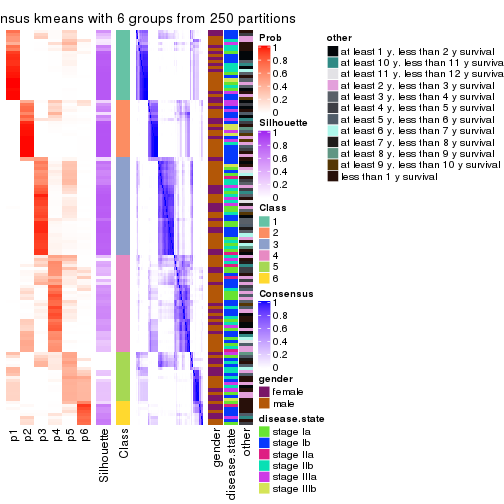 nsus kmeans with 6 groups from 250 partitions
Prob
1
0.8
0.6
0.4
0.2
0
Silhouette
1
0.8
0.6
0.4
0.2
0
Class
1
2
3
4
5
6
Consensus
1
0.8
0.6
0.4
0.2
0
gender
female
male
disease.state
stage Ia
stage Ib
stage IIa
stage IIb
stage IIIa
stage IIIb
other
at least 1 y. less than 2 y survival
at least 10. less than 11 y survival
at least 11. less than 12 y surviva
at least 2 y. less than 3 y survival
at least 3 y. less than 4 y survival
at least 4 y. less than 5 y survival
at least 5 y. less than 6 y survival
at least 6 y. less than 7 y survival
at least 7 y. less than 8 y survival
at least 8 y. less than 9 y survival
at least 9 y. less than 10 y survival
less than 1 y survival
p1
p2
p3
p4
p5
p6
Silhouette
Class
gender
disease.state
other